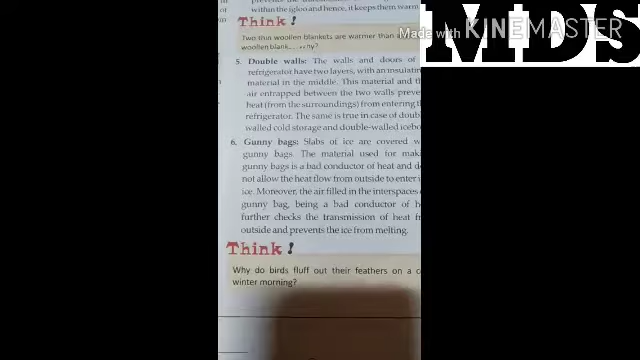 within the igloo and hence, it keeps them warm
Think!
Two thin woollen blankets are warmer than a
woollen blank
5. Double walls: The walls and doors of
refrigerator have two layers, with an insulatin
material in the middle. This material and th
air entrapped between the two walls preve
heat (from the surroundings) from entering th
refrigerator. The same is true in case of doub
walled cold storage and double-walled icebo
6. Gunny bags: Slabs of ice are covered w
gunny bags. The material used for mak
gunny bags is a bad conductor of heat and do
not allow the heat flow from outside to enter i
ice. Moreover, the air filled in the interspaces
gunny bag, being a bad conductor of h
further checks the transmission of heat fr
outside and prevents the ice from melting.
Think!
Why do birds fluff out their feathers on a c
winter morning?
MDS
Made with KINEMASTER